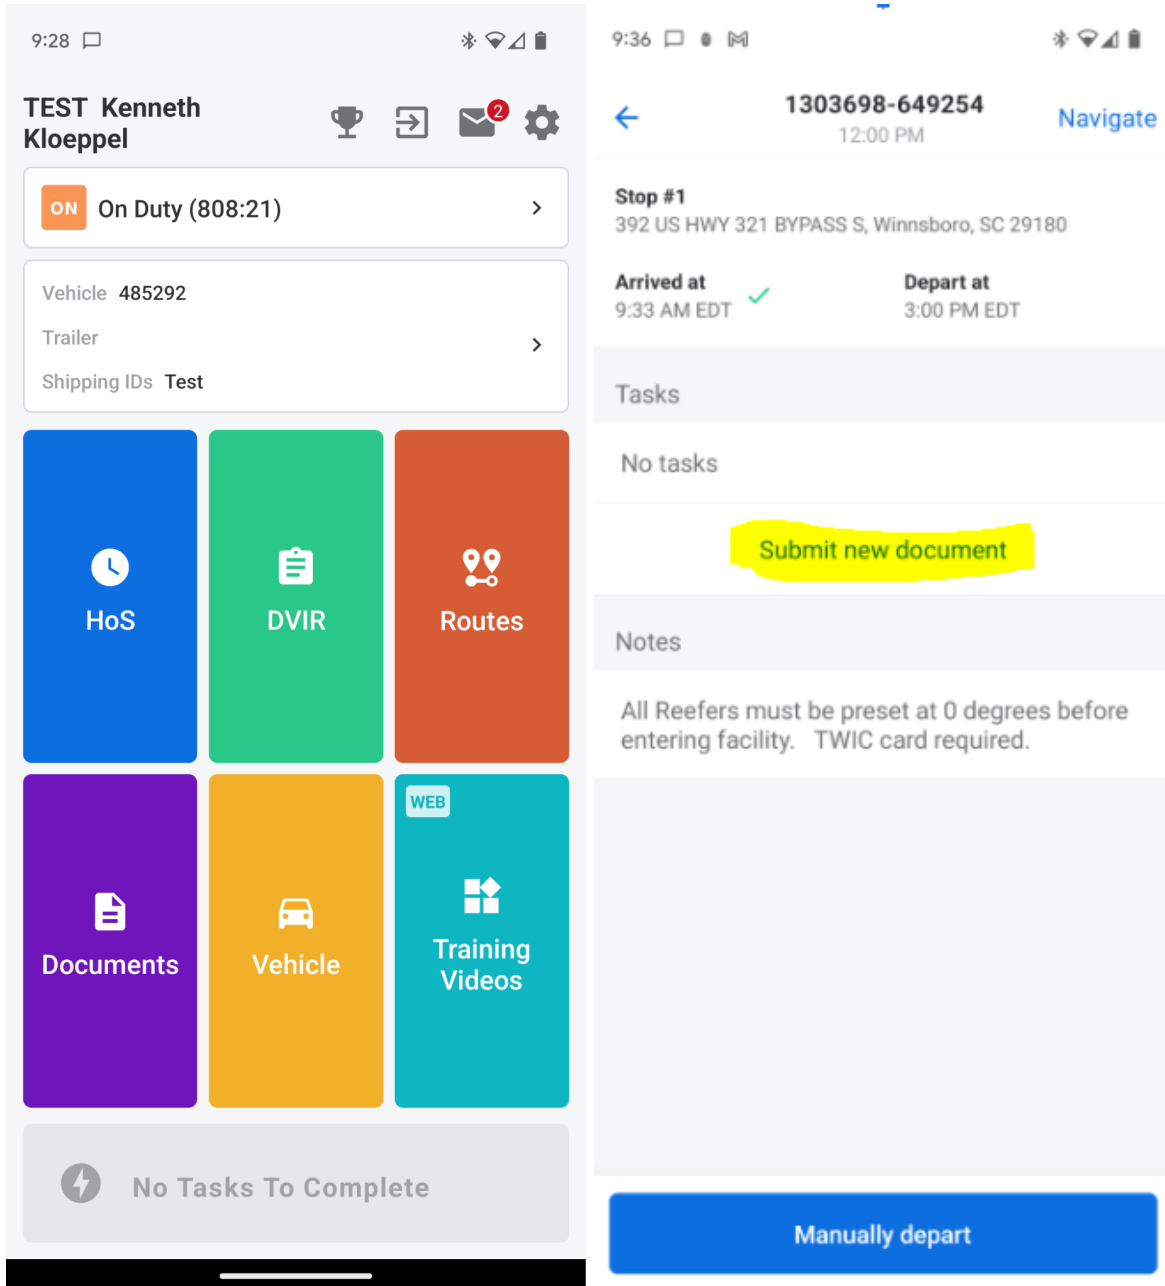 9:28
TEST Kenneth
Kloeppel
2
ON On Duty (808:21)
Vehicle 485292
Trailer
Shipping IDs Test
HoS
DVIR
Routes
Documents
Vehicle
WEB
Training
Videos
No Tasks To Complete
9:36
1303698-649254
12:00 PM
Navigate
Stop #1
392 US HWY 321 BYPASS S, Winnsboro, SC 29180
Arrived at
9:33 AM EDT
Depart at
3:00 PM EDT
Tasks
No tasks
Submit new document
Notes
All Reefers must be preset at 0 degrees before
entering facility. TWIC card required.
Manually depart